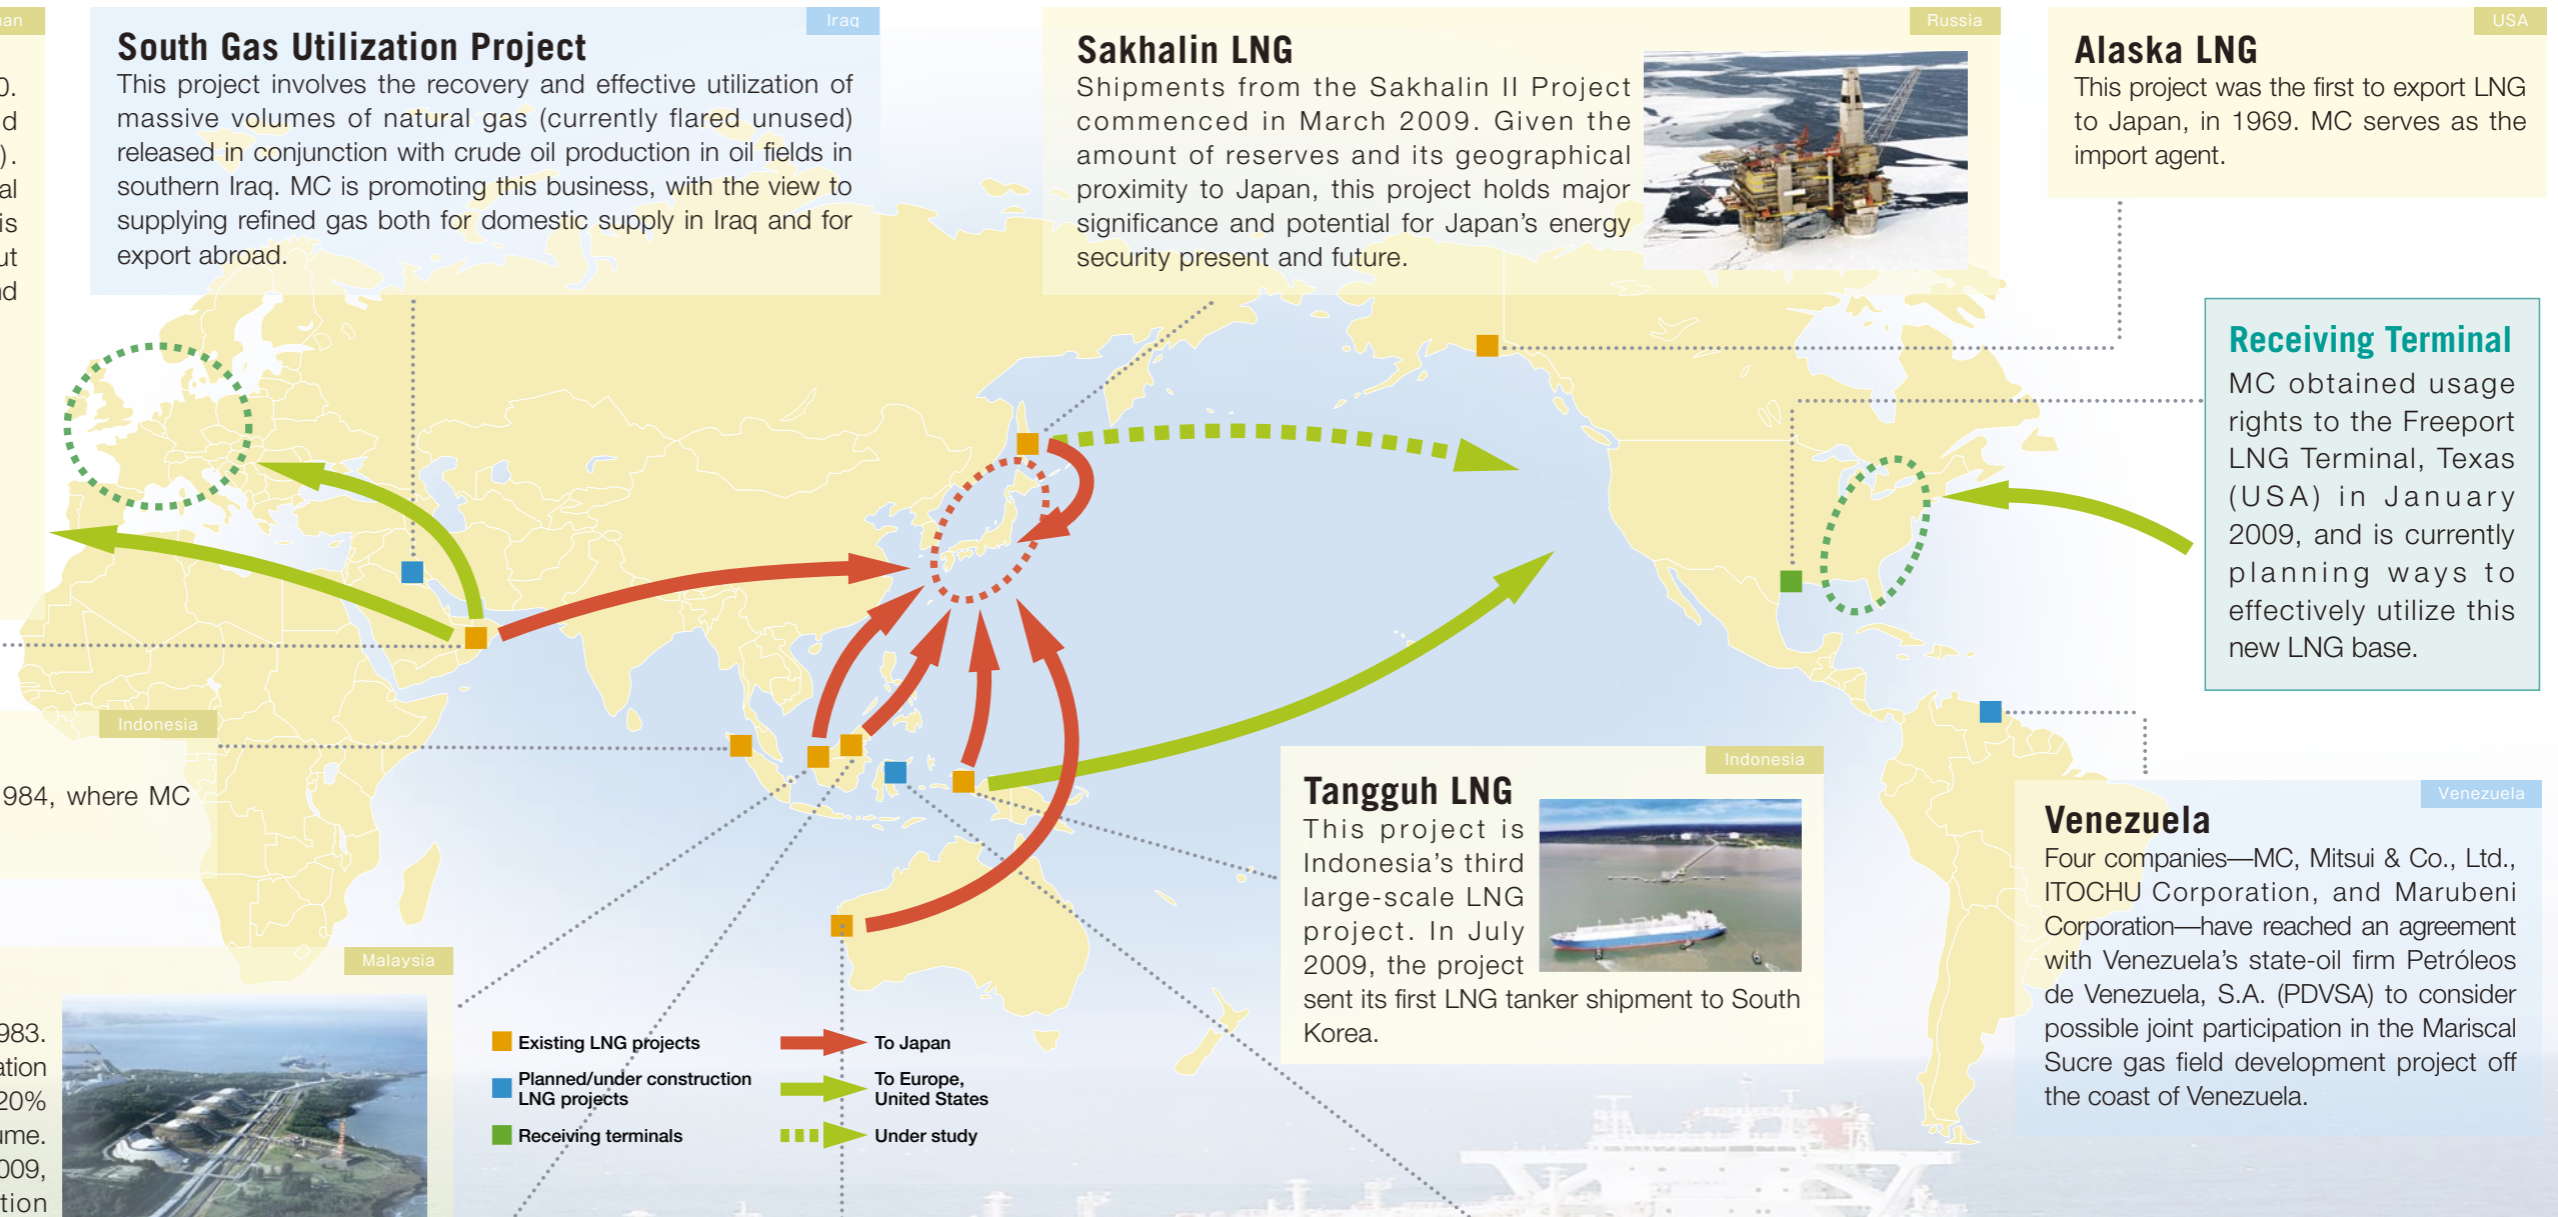 man
0.
d
).
al
is
ut
nd
Iraq
South Gas Utilization Project
This project involves the recovery and effective utilization of
massive volumes of natural gas (currently flared unused)
released in conjunction with crude oil production in oil fields in
southern Iraq. MC is promoting this business, with the view to
supplying refined gas both for domestic supply in Iraq and for
export abroad.
Russia
Sakhalin LNG
Shipments from the Sakhalin II Project
commenced in March 2009. Given the
amount of reserves and its geographical
proximity to Japan, this project holds major
significance and potential for Japan's energy
security present and future.
USA
Alaska LNG
This project was the first to export LNG
to Japan, in 1969. MC serves as the
import agent.
Receiving Terminal
MC obtained usage
rights to the Freeport
LNG Terminal, Texas
(USA) in January
2009, and is currently
planning ways to
effectively utilize this
new LNG base.
Indonesia
984, where MC
Indonesia
Tangguh LNG
This project is
Indonesia's third
large-scale LNG
project. In July
2009, the project
sent its first LNG tanker shipment to South
Korea.
Venezuela
Venezuela
Four companies—MC, Mitsui & Co., Ltd.,
ITOCHU Corporation, and Marubeni
Corporation—have reached an agreement
with Venezuela's state-oil firm Petróleos
de Venezuela, S.A. (PDVSA) to consider
possible joint participation in the Mariscal
Sucre gas field development project off
the coast of Venezuela.
Malaysia
983.
ation
20%
ume.
009,
tion
Existing LNG projects
Planned/under construction
LNG projects
Receiving terminals
To Japan
To Europe,
United States
Under study